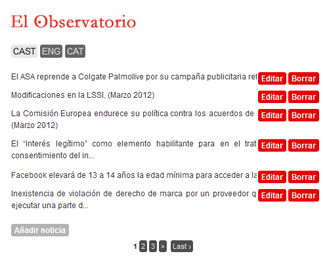 El Observatorio
CAST ENG CAT
El ASA reprende a Colgate Palmolive por su campaña publicitaria Editar Borrar
Modificaciones en la LSSI. (Marzo 2012) Editar Borrar
La Comisión Europea endurece su política contra los acuerdos de Editar Borrar
(Marzo 2012)
El "Interés legítimo" como elemento habilitante para en el trat Editar Borrar
consentimiento del in...
Facebook elevará de 13 a 14 años la edad mínima para acceder a la Editar Borrar
Inexistencia de violación de derecho de marca por un proveedor Editar Borrar
ejecutar una parte d...
Añadir noticia
1 2 3 > Last ›